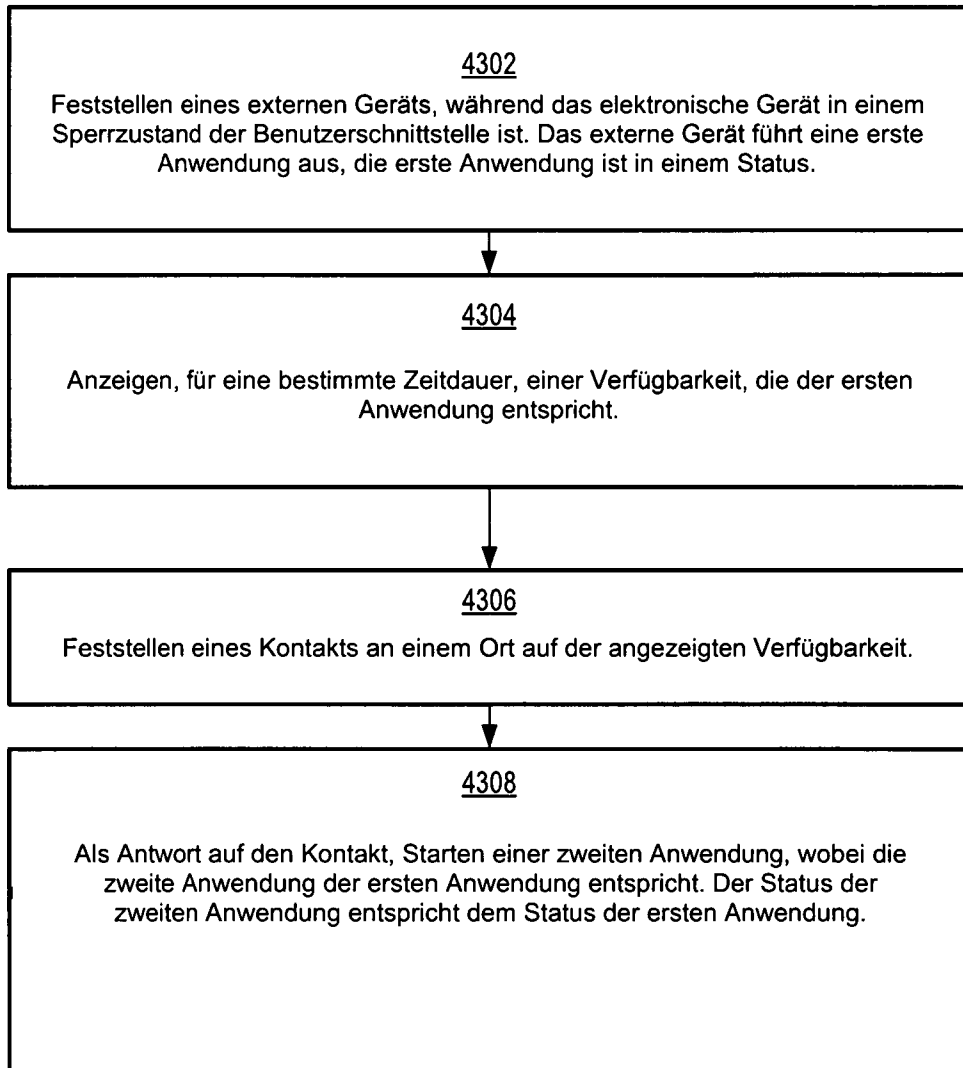 4302
Feststellen eines externen Geräts, während das elektronische Gerät in einem
Sperrzustand der Benutzerschnittstelle ist. Das externe Gerät führt eine erste
Anwendung aus, die erste Anwendung ist in einem Status.
4304
Anzeigen, für eine bestimmte Zeitdauer, einer Verfügbarkeit, die der ersten
Anwendung entspricht.
4306
Feststellen eines Kontakts an einem Ort auf der angezeigten Verfügbarkeit.
4308
Als Antwort auf den Kontakt, Starten einer zweiten Anwendung, wobei die
zweite Anwendung der ersten Anwendung entspricht. Der Status der
zweiten Anwendung entspricht dem Status der ersten Anwendung.